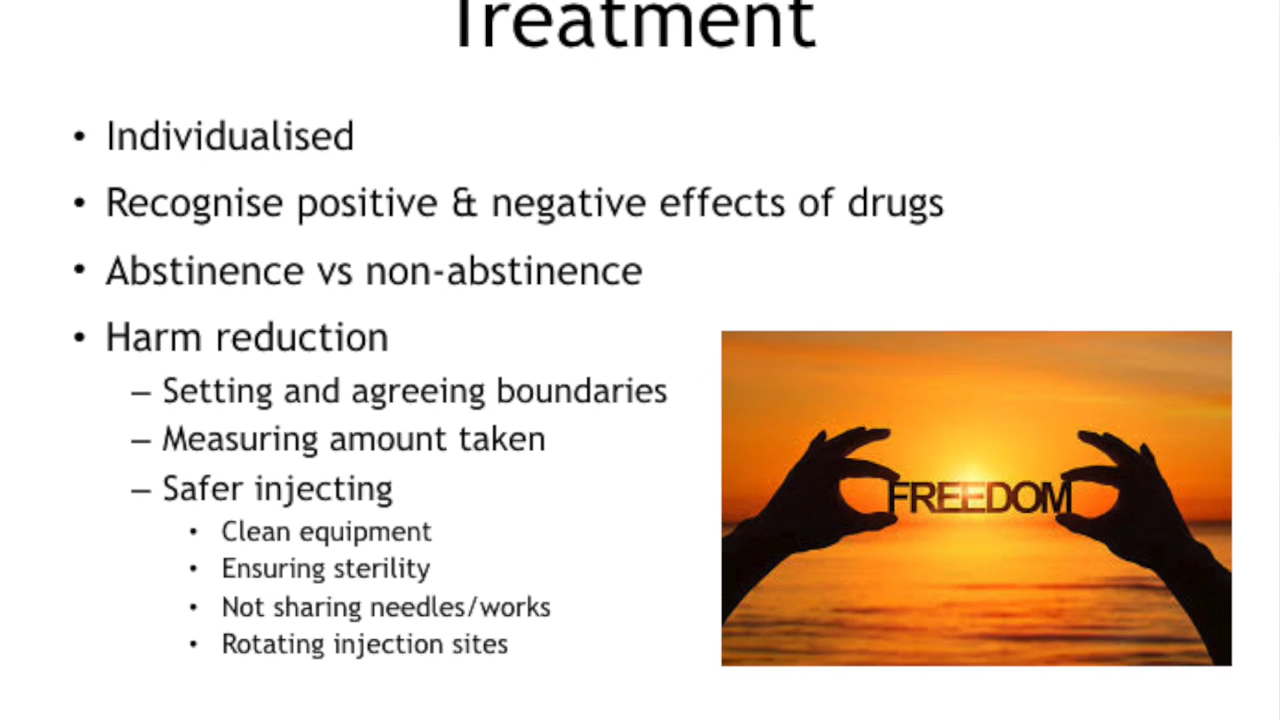 Treatment
• Individualised
• Recognise positive & negative effects of drugs
• Abstinence vs non-abstinence
• Harm reduction
– Setting and agreeing boundaries
– Measuring amount taken
– Safer injecting
• Clean equipment
• Ensuring sterility
• Not sharing needles/works
• Rotating injection sites
FREEDOM